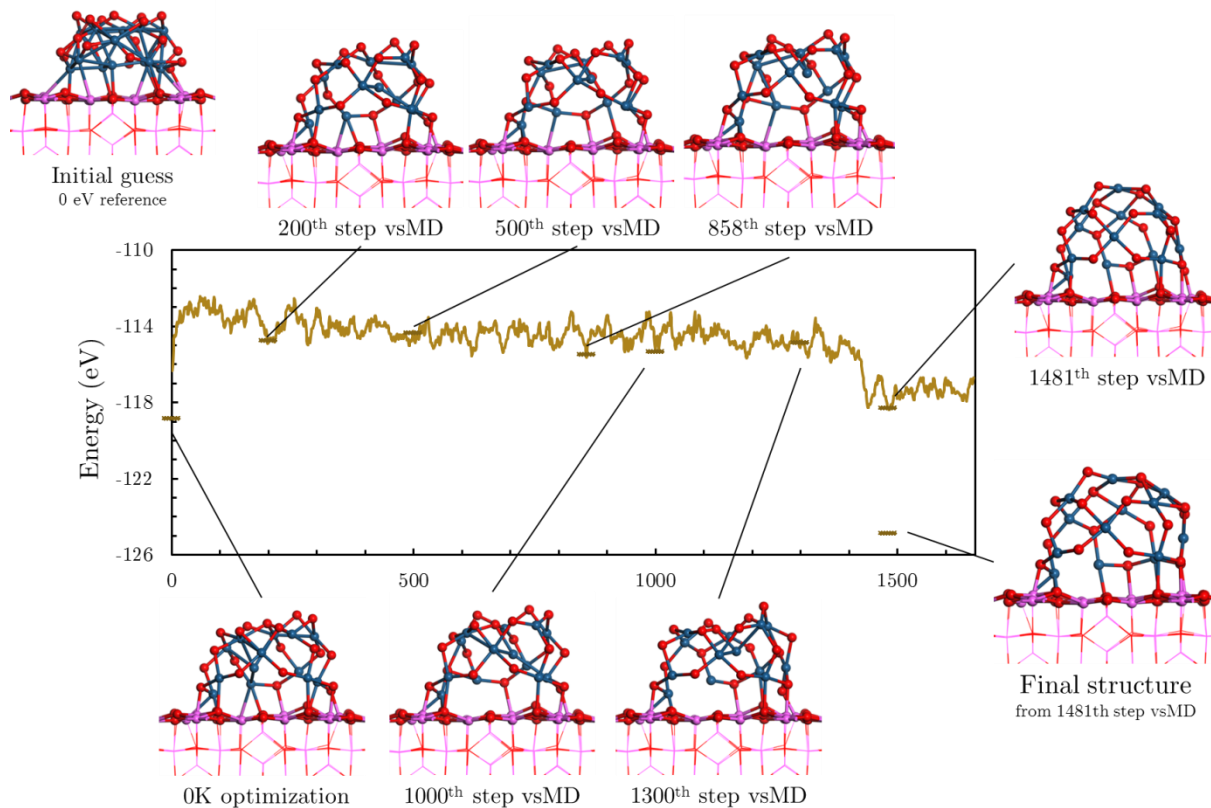 Initial guess
0 eV reference
200th step vsMD
500th step vsMD
858th step vsMD
1481th step vsMD
Energy (eV)
-110
-114
-118
-122
-126
0
500
1000
1500
Final structure
from 1481th step vsMD
0K optimization
1000th step vsMD
1300th step vsMD